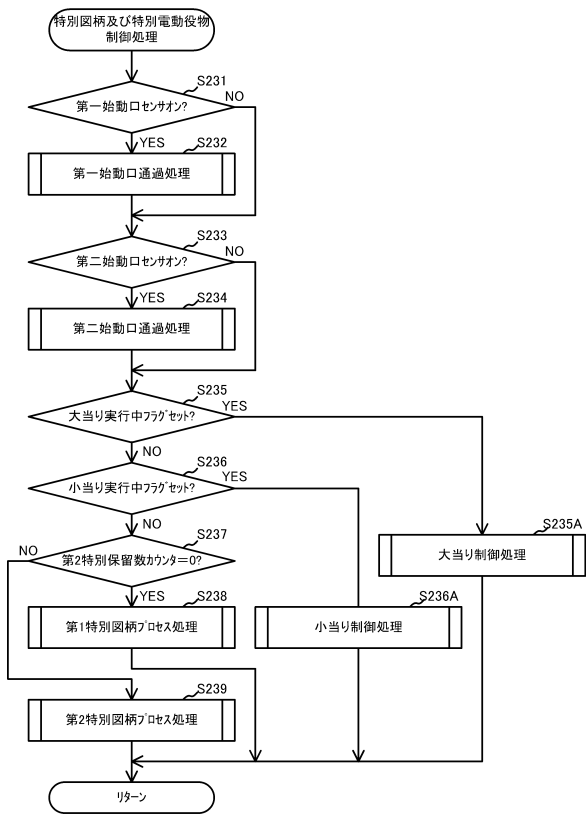 特別図柄及び特別電動役物
制御処理
S231
第一始動口センサオン?
NO
YES
S232
第一始動口通過処理
S233
第二始動口センサオン?
NO
YES
S234
第二始動口通過処理
S235
大当り実行中フラグセット?
YES
NO
S236
小当り実行中フラグセット?
YES
NO
S237
第2特別保留数カウンタ=0?
NO
YES
S235A
大当り制御処理
S238
第1特別図柄プロセス処理
S236A
小当り制御処理
S239
第2特別図柄プロセス処理
リターン